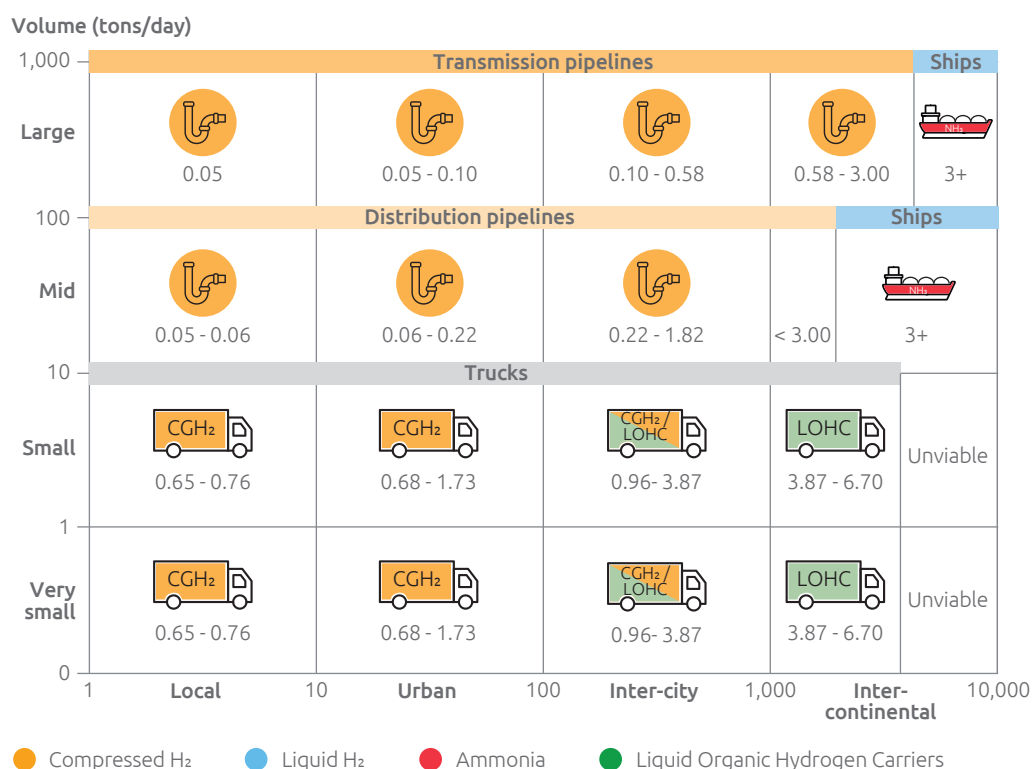 Volume (tons/day)
1,000
Transmission pipelines
Ships
Large
NH₃
0.05
0.05 - 0.10
0.10 - 0.58
0.58 - 3.00
3+
100
Distribution pipelines
Ships
Mid
NH₃
0.05 - 0.06
0.06 - 0.22
0.22 - 1.82
< 3.00
3+
10
Trucks
Small
CGH₂
CGH₂
CGH₂ /
LOHC
LOHC
Unviable
0.65 - 0.76
0.68 - 1.73
0.96- 3.87
3.87 - 6.70
1
Very
small
CGH₂
CGH₂
CGH₂ /
LOHC
LOHC
Unviable
0.65 - 0.76
0.68 - 1.73
0.96- 3.87
3.87 - 6.70
0
1
Local
10
Urban
100
Inter-city
1,000
Inter-
continental
10,000
Compressed H₂
Liquid H₂
Ammonia
Liquid Organic Hydrogen Carriers